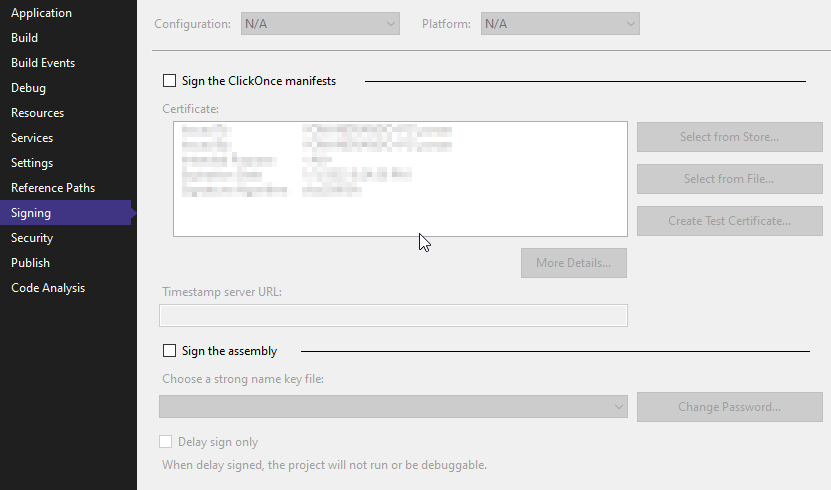 Application
Build
Build Events
Debug
Resources
Services
Settings
Reference Paths
Signing
Security
Publish
Code Analysis
Configuration: N/A Platform: N/A
Sign the ClickOnce manifests
Certificate:
Select from Store...
Select from File...
Create Test Certificate...
More Details...
Timestamp server URL:
Sign the assembly
Choose a strong name key file:
Change Password...
Delay sign only
When delay signed, the project will not run or be debuggable.